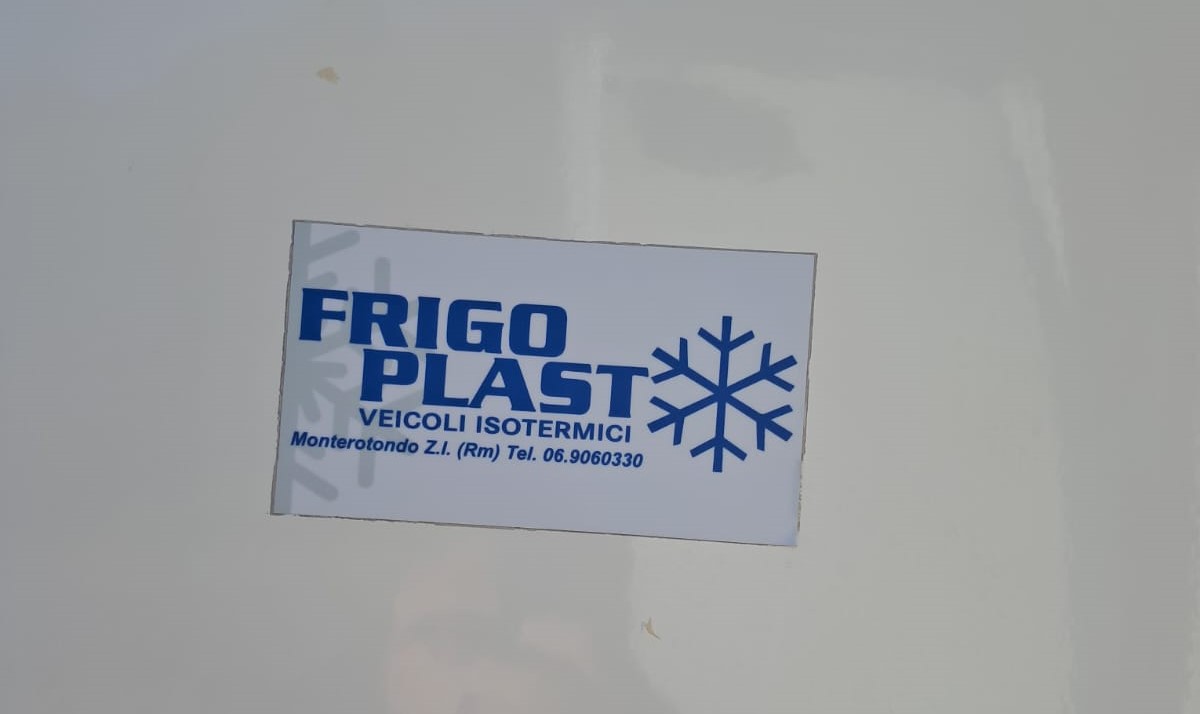 FRIGO
PLAST
VEICOLI ISOTERMICI
Monterotondo Z.I. (Rm) Tel. 06.9060330